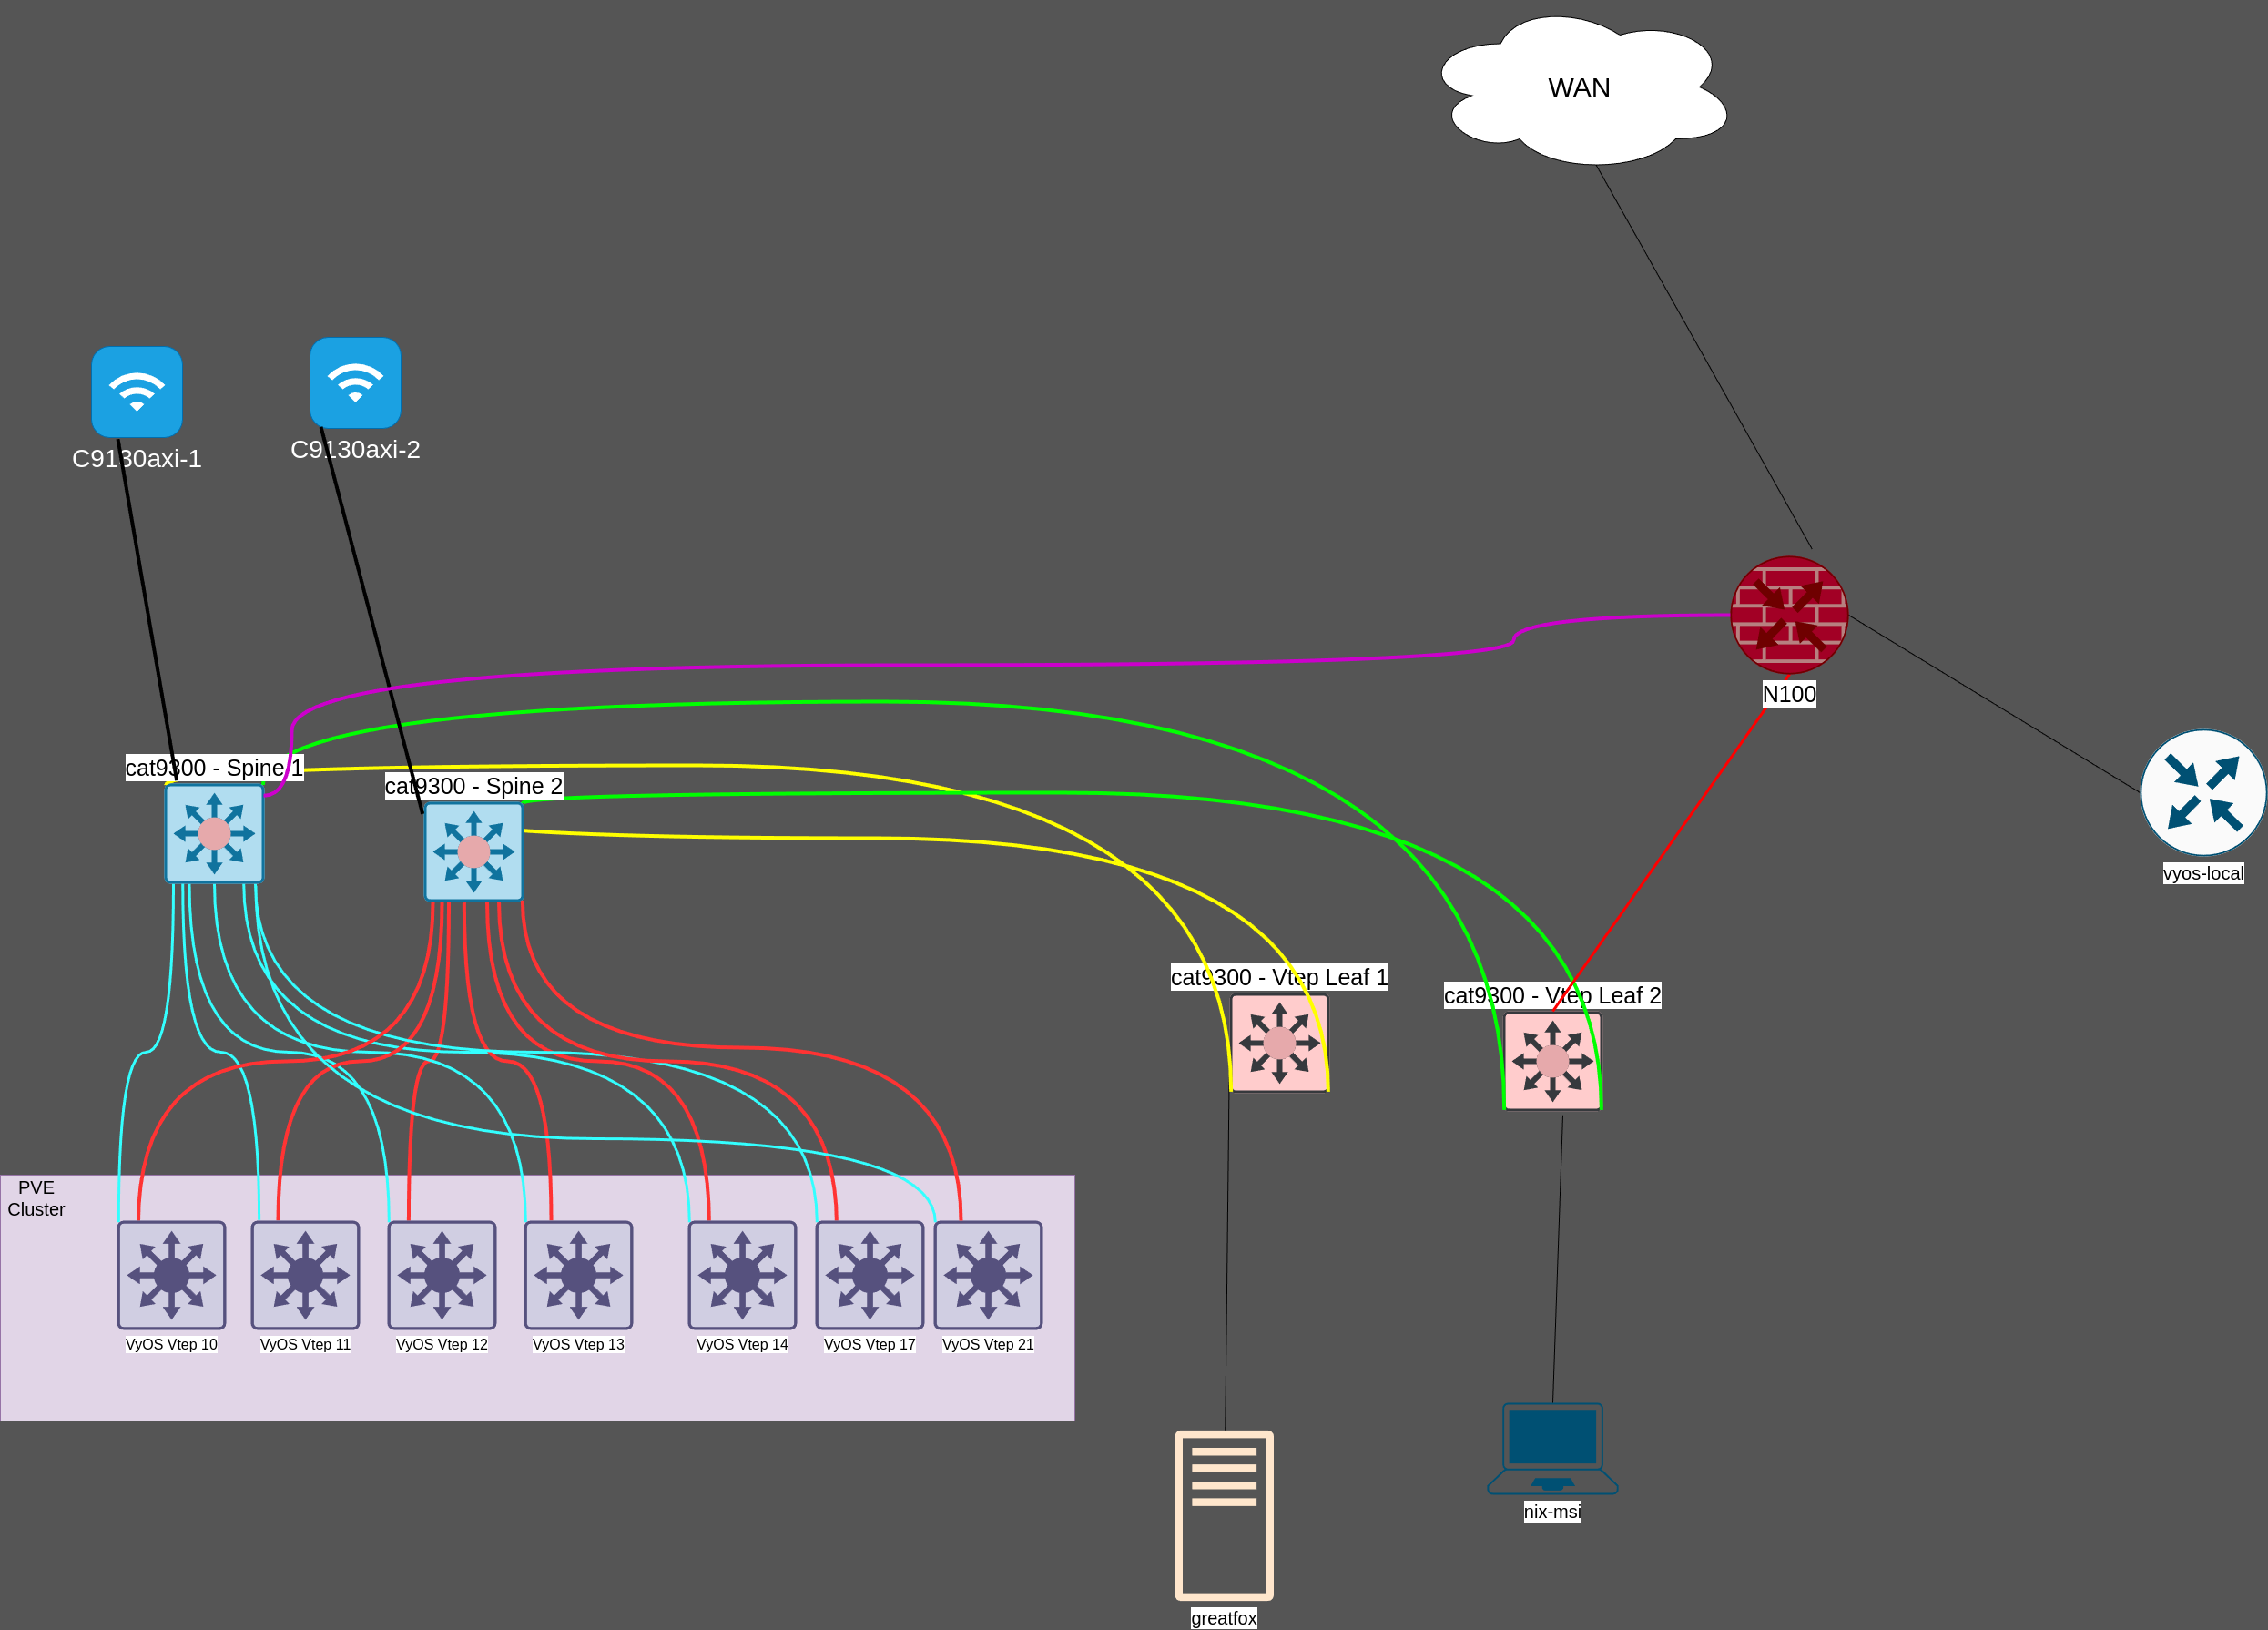 WAN
C9130axi-1
C9130axi-2
N100
cat9300 - Spine 1
cat9300 - Spine 2
vyos-local
cat9300 - Vtep Leaf 1
cat9300 - Vtep Leaf 2
PVE
Cluster
VyOS Vtep 10
VyOS Vtep 11
VyOS Vtep 12
VyOS Vtep 13
VyOS Vtep 14
VyOS Vtep 17
VyOS Vtep 21
nix-msi
greatfox